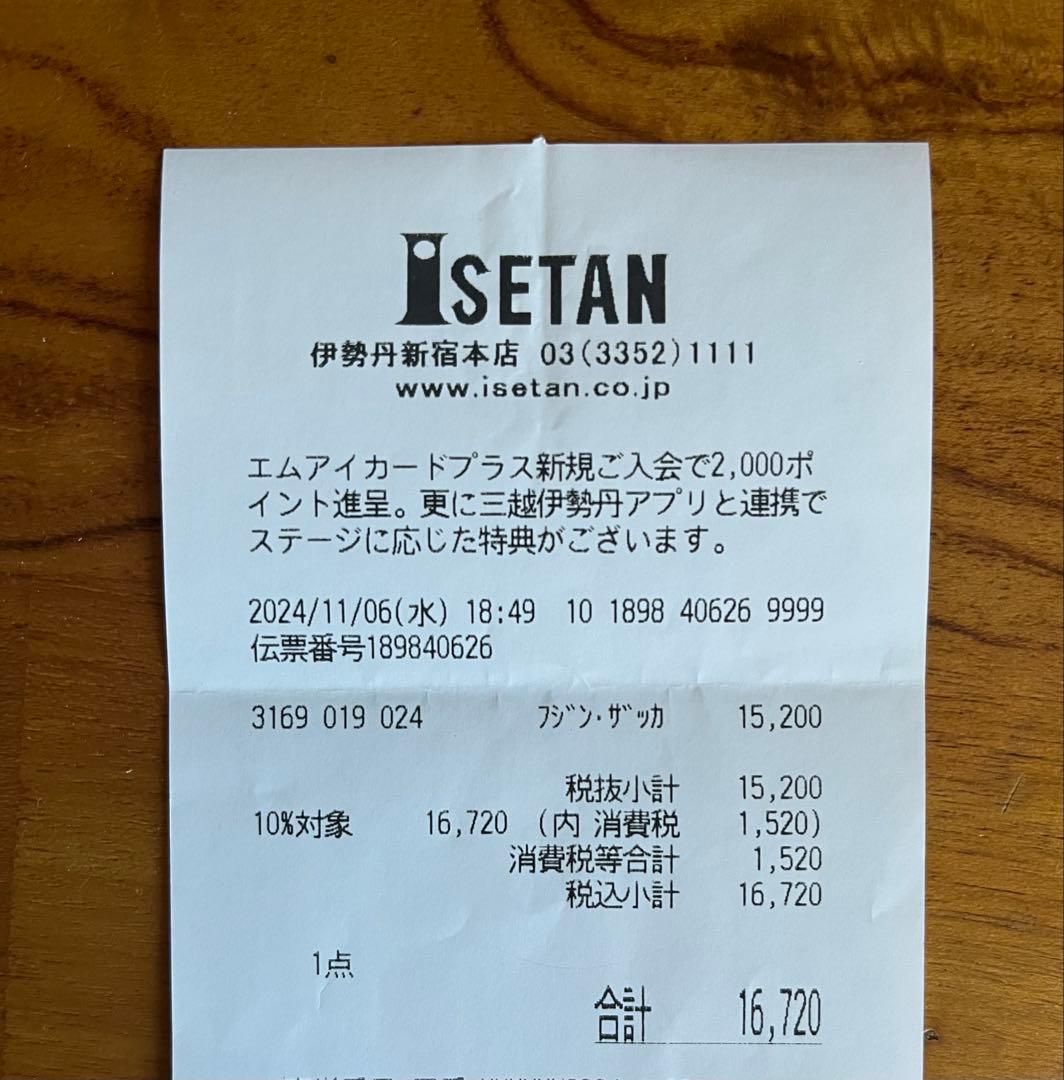 ISETAN
伊勢丹新宿本店 03(3352)1111
www.isetan.co.jp
エムアイカードプラス新規ご入会で2,000ポ
イント進呈。更に三越伊勢丹アプリと連携で
ステージに応じた特典がございます。
2024/11/06(水) 18:49 10 1898 40626 9999
伝票番号189840626
3169 019 024 ﾌｼﾞﾝ･ｻﾞｯｶ 15,200
税抜小計 15,200
10%対象 16,720 (内 消費税 1,520)
消費税等合計 1,520
税込小計 16,720
1点
合計 16,720